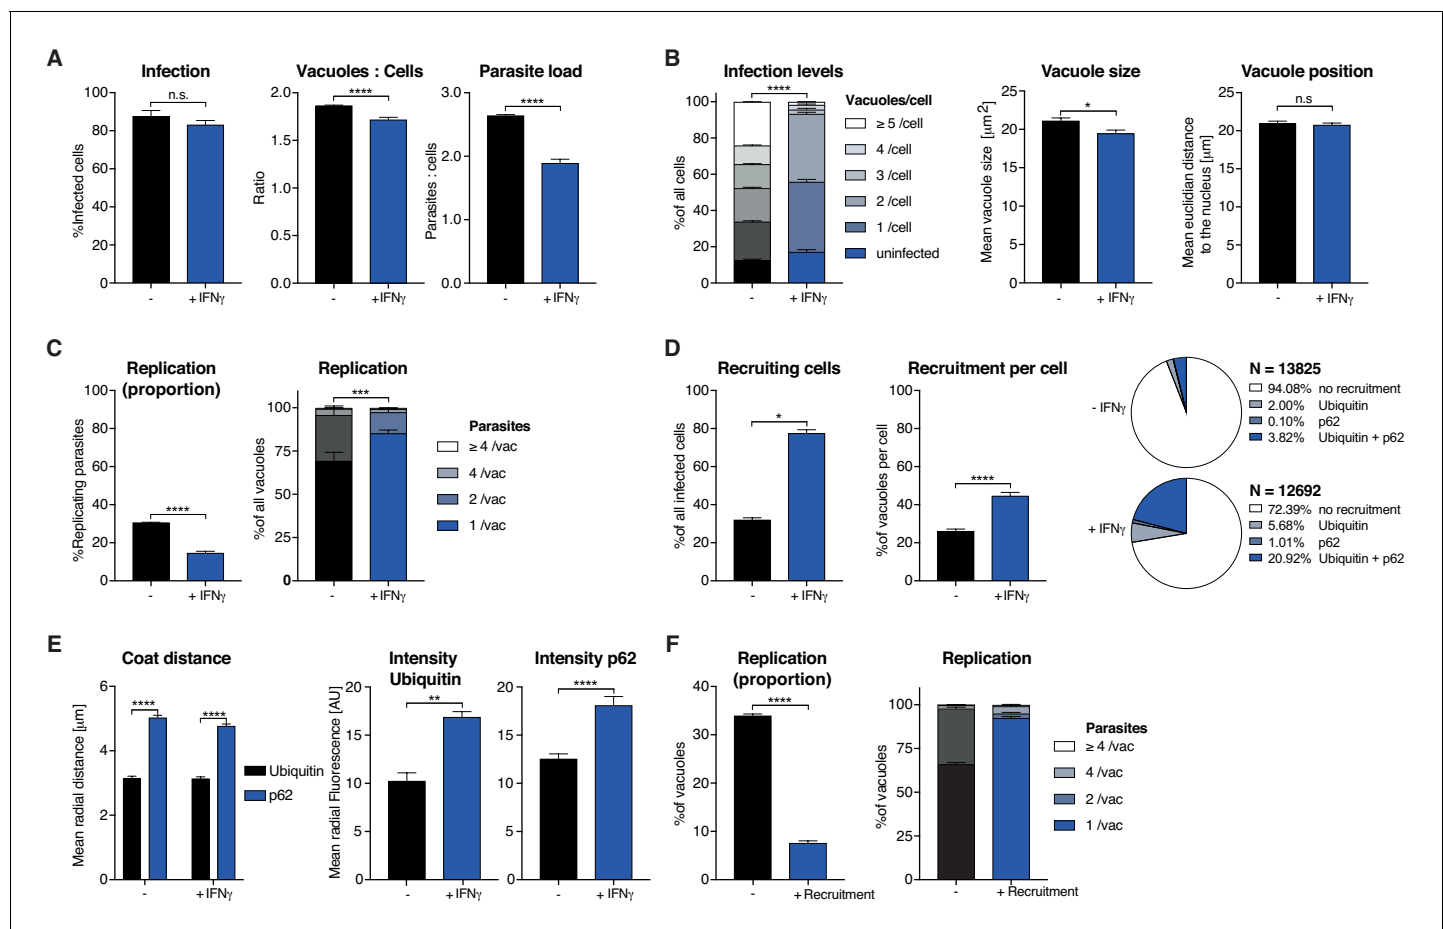 A
Infection
%Infected cells
100
80
60
40
20
0
n.s.
-
+ IFNγ
Vacuoles : Cells
Ratio
2.0
1.5
1.0
0.5
0.0
****
-
+IFNγ
Parasite load
Parasites : cells
3.0
2.0
1.0
0.0
****
-
+ IFNγ
B
Infection levels
%of all cells
100
80
60
40
20
0
****
-
+ IFNγ
Vacuoles/cell
≥ 5 /cell
4 /cell
3 /cell
2 /cell
1 /cell
uninfected
Vacuole size
Mean vacuole size [μm-2]
25
20
15
10
5
0
*
-
+ IFNγ
Vacuole position
Mean euclidian distance
to the nucleus [μm]
25
20
15
10
5
0
n.s
-
+ IFNγ
C
Replication
(proportion)
%Replicating parasites
100
80
60
40
20
0
****
-
+ IFNγ
Replication
%of all vacuoles
100
75
50
25
0
***
-
+ IFNγ
Parasites
≥ 4 /vac
4 /vac
2 /vac
1 /vac
D
Recruiting cells
%of all infected cells
100
80
60
40
20
0
*
-
+ IFNγ
Recruitment per cell
%of vacuoles per cell
100
80
60
40
20
0
****
-
+IFNγ
- IFNγ
N = 13825
94.08% no recruitment
2.00% Ubiquitin
0.10% p62
3.82% Ubiquitin + p62
+ IFNγ
N = 12692
72.39% no recruitment
5.68% Ubiquitin
1.01% p62
20.92% Ubiquitin + p62
E
Coat distance
Mean radial distance [μm]
6
4
2
0
****
****
-
+ IFNγ
Ubiquitin
p62
Intensity
Ubiquitin
Mean radial Fluorescence [AU]
20
15
10
5
0
**
-
+ IFNγ
Intensity p62
20
15
10
5
0
****
-
+ IFNγ
F
Replication
(proportion)
%of vacuoles
40
30
20
10
0
****
-
+ Recruitment
Replication
%of vacuoles
100
75
50
25
0
-
+ Recruitment
Parasites
≥ 4 /vac
4 /vac
2 /vac
1 /vac